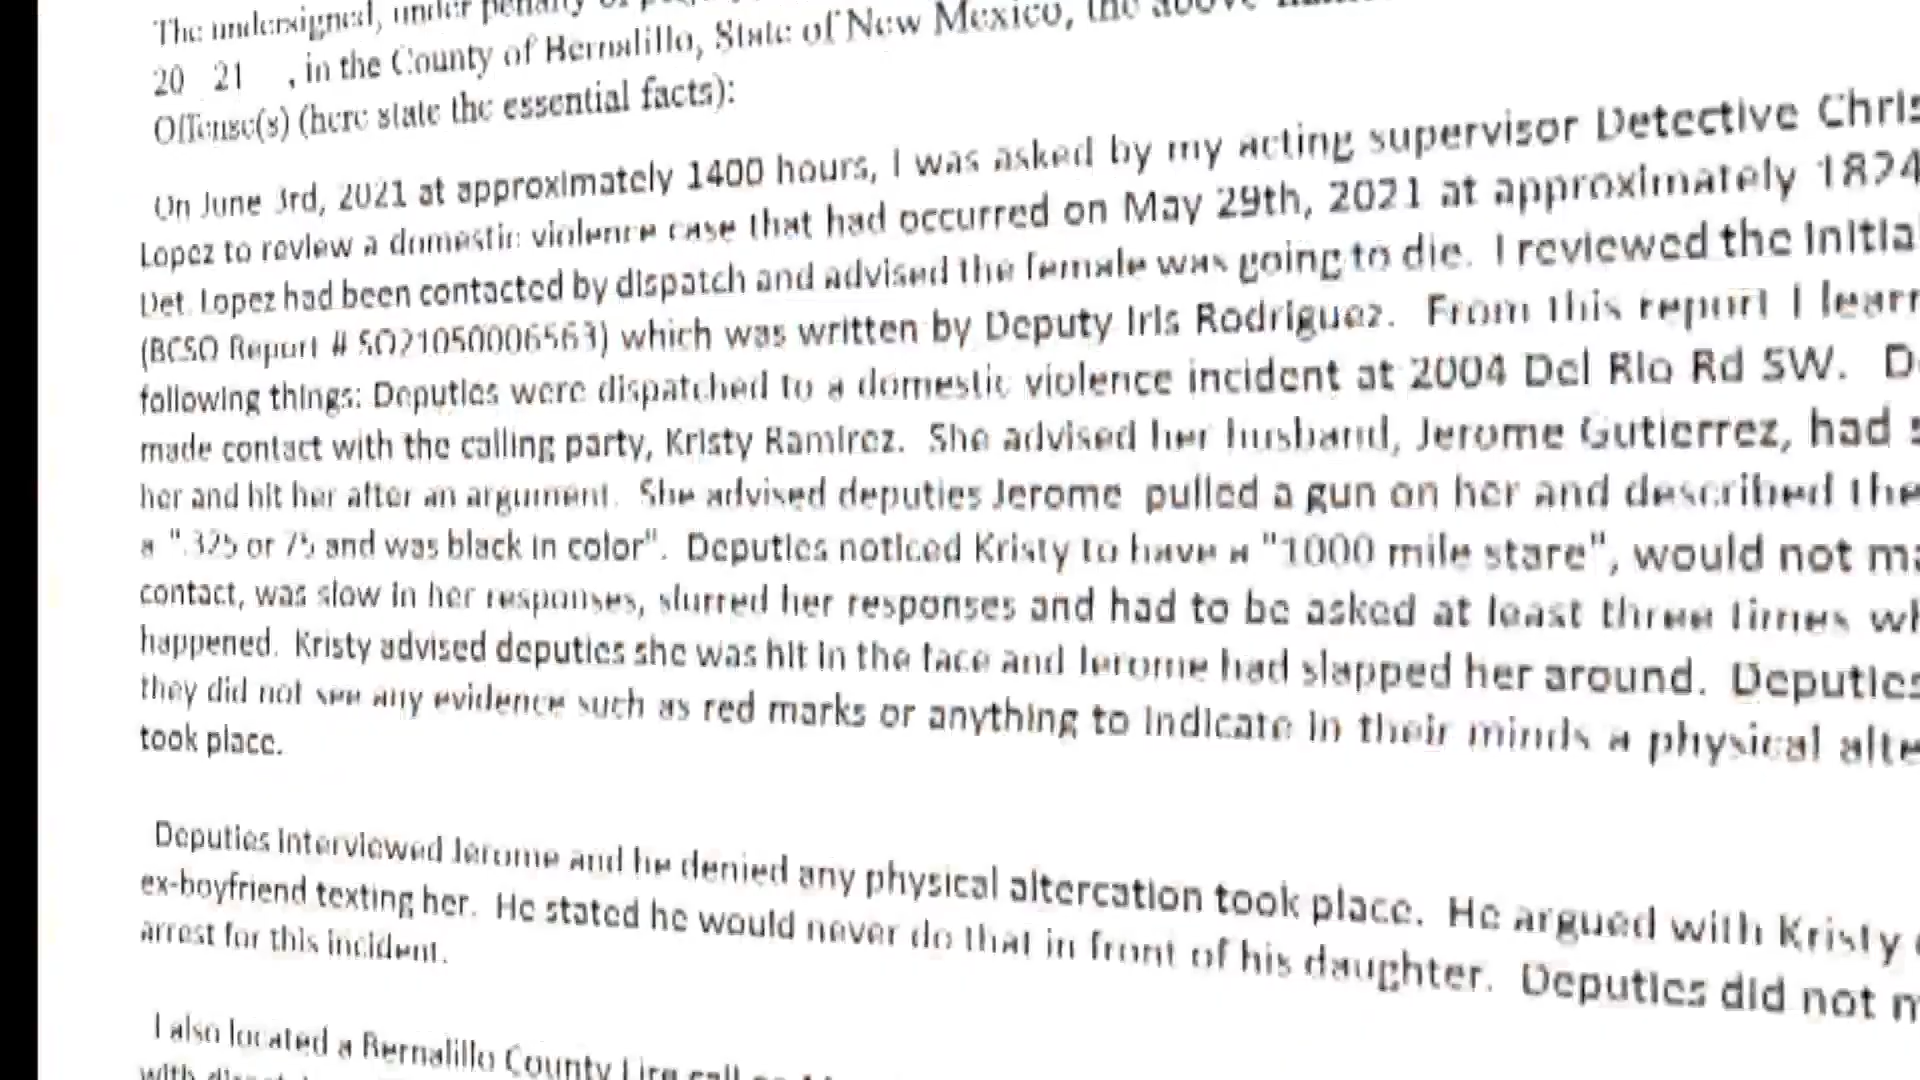 The undersigned, under penalty of
20 21 , in the County of Bernalillo, State of New Mexico, the above
Offense(s) (here state the essential facts):
On June 3rd, 2021 at approximately 1400 hours, I was asked by my acting supervisor Detective Chris
Lopez to review a domestic violence case that had occurred on May 29th, 2021 at approximately 1824
Det. Lopez had been contacted by dispatch and advised the female was going to die. I reviewed the initia
(BCSO Report # SO21050006563) which was written by Deputy Iris Rodriguez. From this report I learn
following things: Deputies were dispatched to a domestic violence incident at 2004 Del Rio Rd SW. D
made contact with the calling party, Kristy Ramirez. She advised her husband, Jerome Gutierrez, had s
her and hit her after an argument. She advised deputies Jerome pulled a gun on her and described the
a ".325 or 75 and was black in color". Deputies noticed Kristy to have a "1000 mile stare", would not ma
contact, was slow in her responses, slurred her responses and had to be asked at least three times wh
happened. Kristy advised deputies she was hit in the face and Jerome had slapped her around. Deputies
they did not see any evidence such as red marks or anything to indicate in their minds a physical alte
took place.
Deputies interviewed Jerome and he denied any physical altercation took place. He argued with Kristy
ex-boyfriend texting her. He stated he would never do that in front of his daughter. Deputies did not m
arrest for this incident.
I also located a Bernalillo County Fire call
with